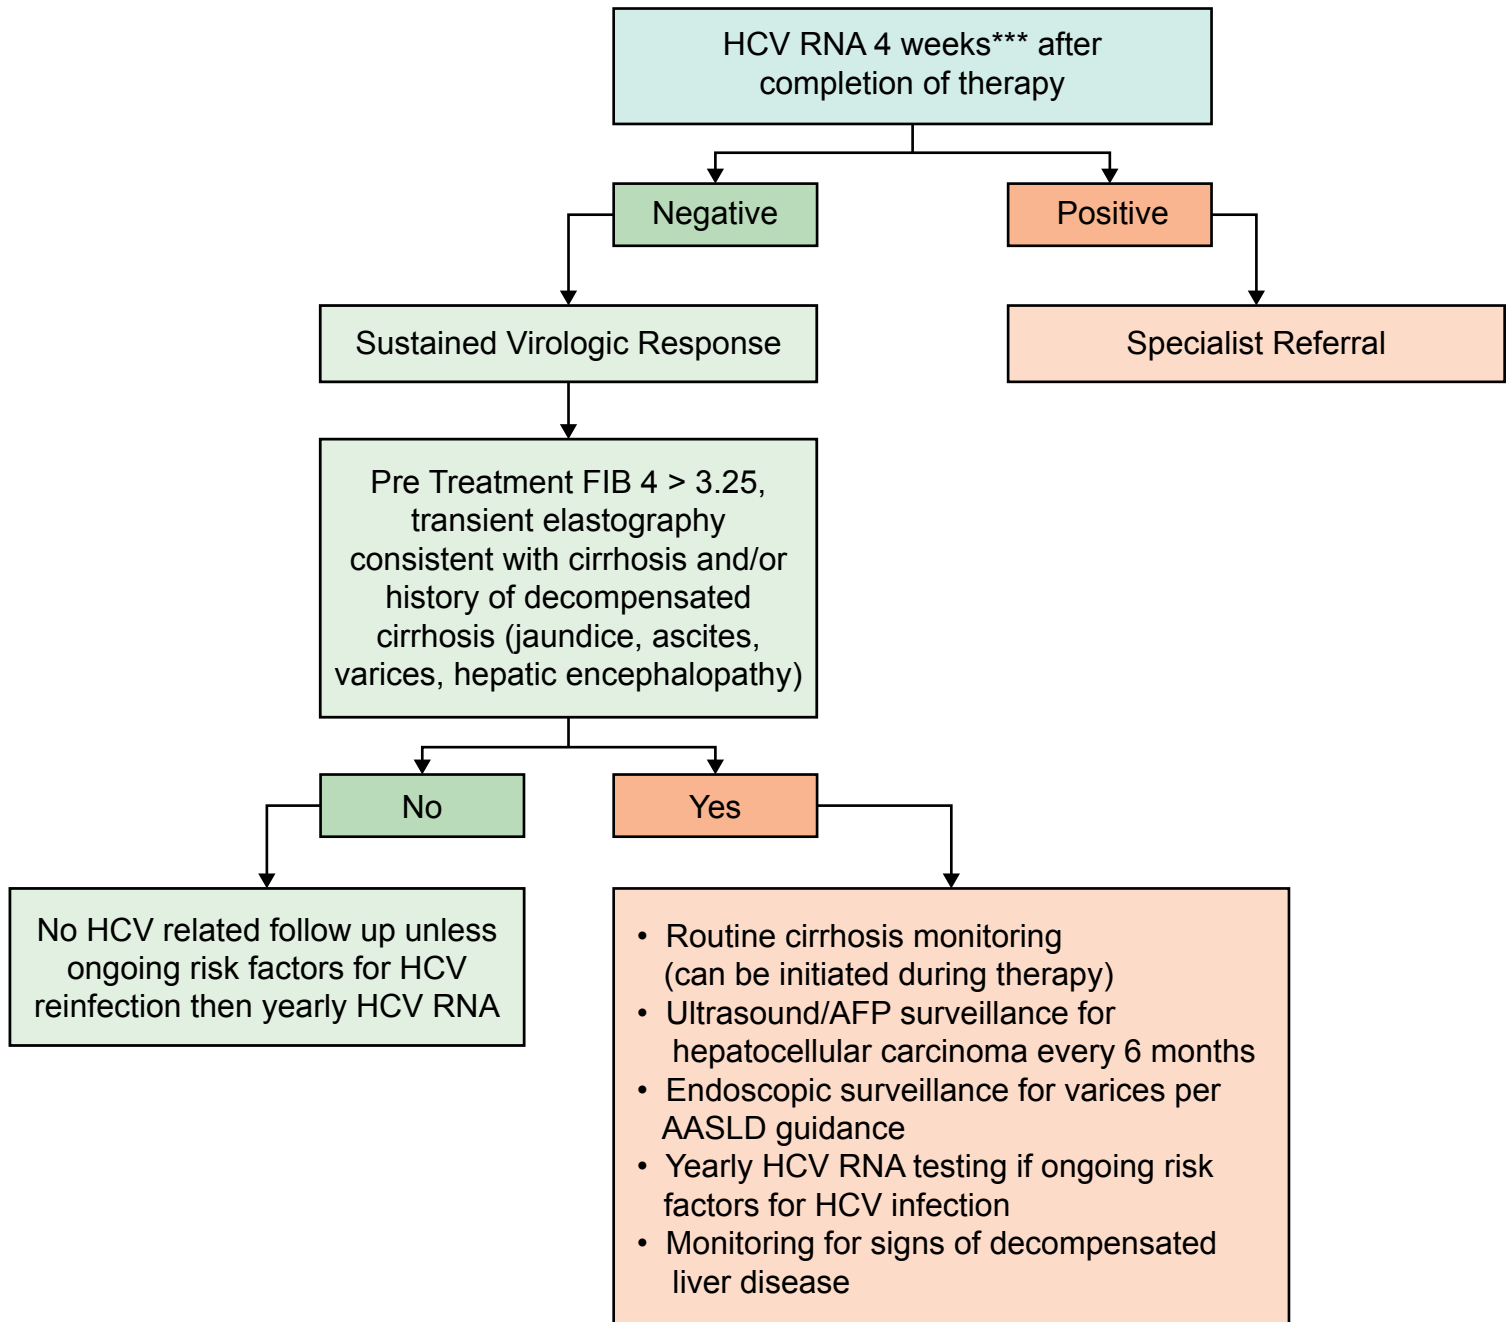 HCV RNA 4 weeks*** after
completion of therapy
Negative
Positive
Sustained Virologic Response
Specialist Referral
Pre Treatment FIB 4 > 3.25,
transient elastography
consistent with cirrhosis and/or
history of decompensated
cirrhosis (jaundice, ascites,
varices, hepatic encephalopathy)
No
Yes
No HCV related follow up unless
ongoing risk factors for HCV
reinfection then yearly HCV RNA
• Routine cirrhosis monitoring
(can be initiated during therapy)
• Ultrasound/AFP surveillance for
hepatocellular carcinoma every 6 months
• Endoscopic surveillance for varices per
AASLD guidance
• Yearly HCV RNA testing if ongoing risk
factors for HCV infection
• Monitoring for signs of decompensated
liver disease